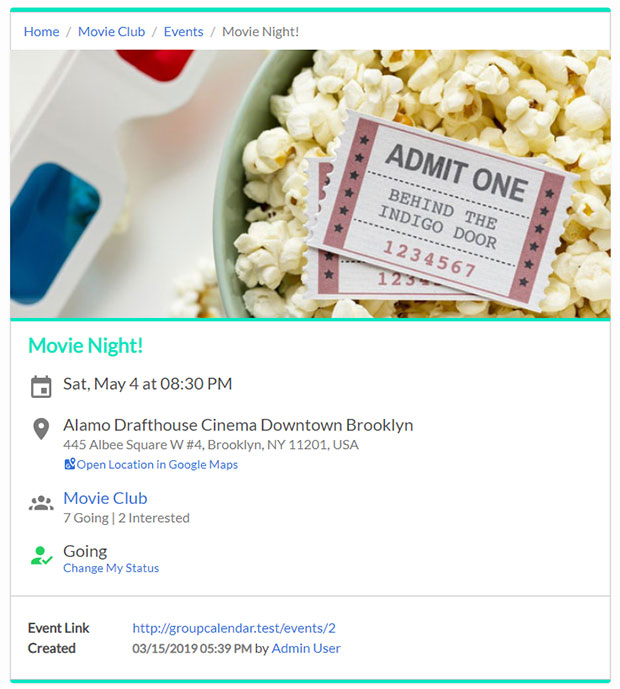 Home / Movie Club / Events / Movie Night!
ADMIT ONE
BEHIND THE
INDIGO DOOR
1234567
Movie Night!
Sat, May 4 at 08:30 PM
Alamo Drafthouse Cinema Downtown Brooklyn
445 Albee Square W #4, Brooklyn, NY 11201, USA
Open Location in Google Maps
Movie Club
7 Going | 2 Interested
Going
Change My Status
Event Link http://groupcalendar.test/events/2
Created 03/15/2019 05:39 PM by Admin User